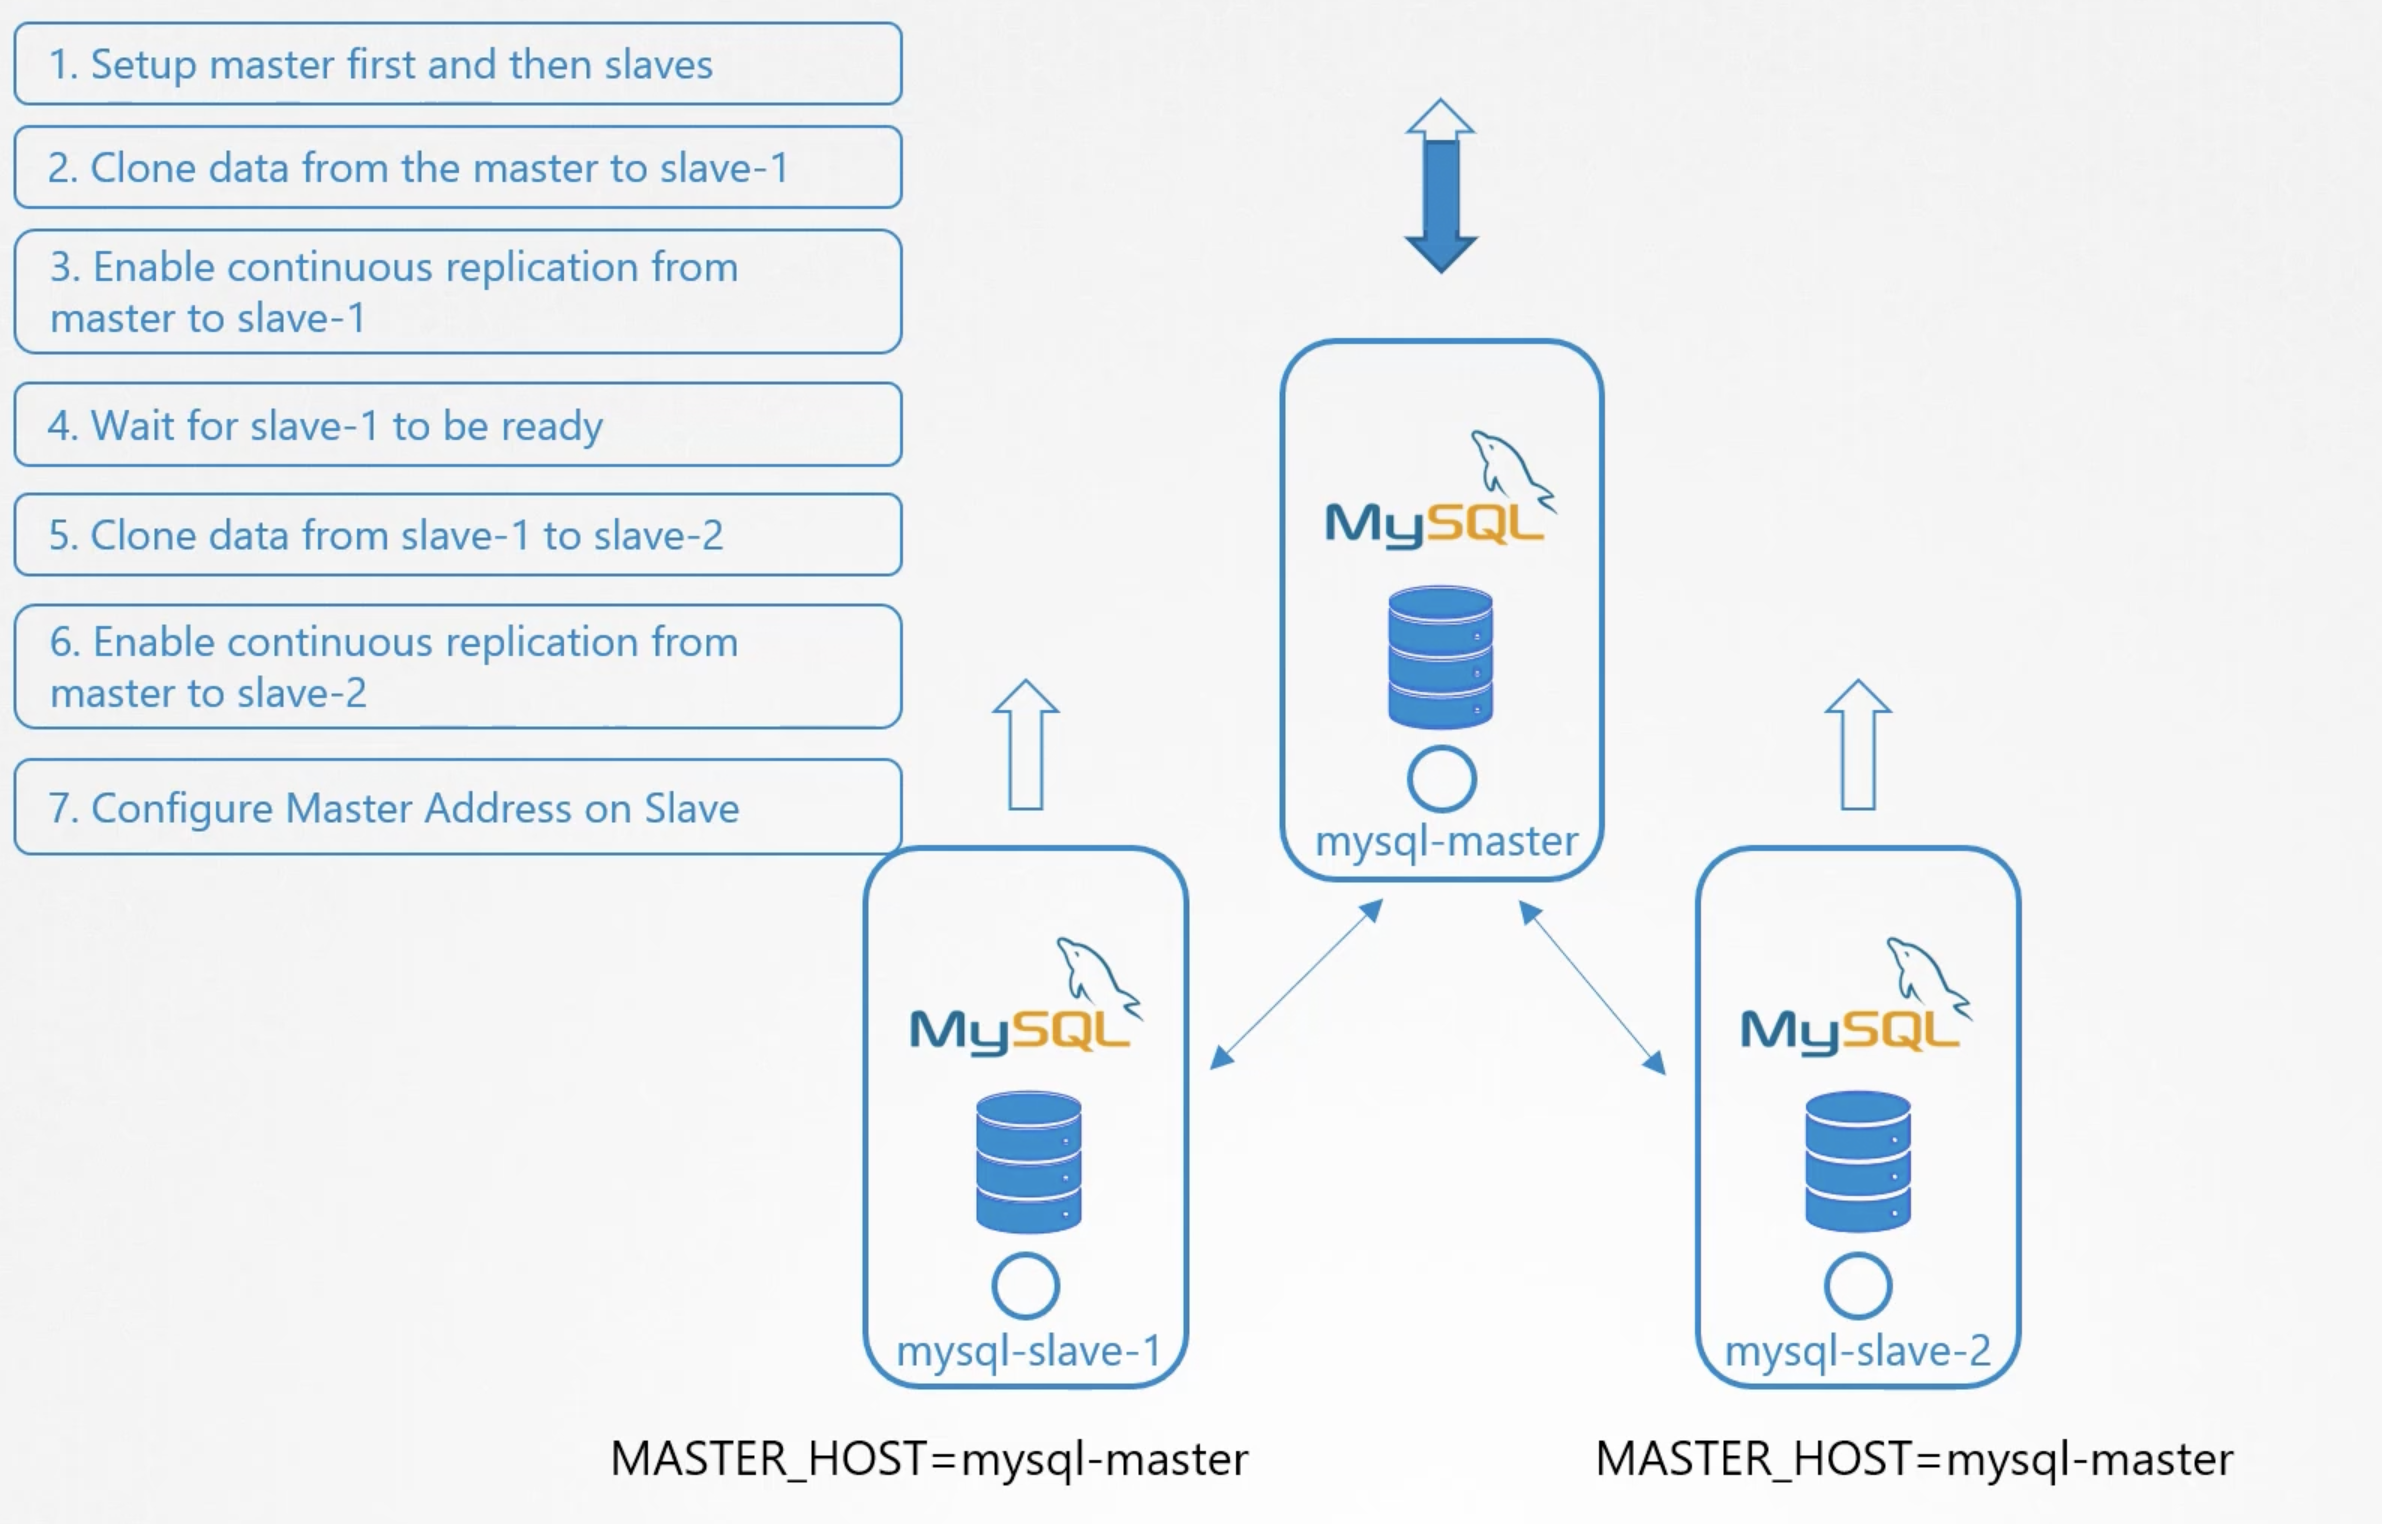 1. Setup master first and then slaves
2. Clone data from the master to slave-1
3. Enable continuous replication from
master to slave-1
4. Wait for slave-1 to be ready
5. Clone data from slave-1 to slave-2
6. Enable continuous replication from
master to slave-2
7. Configure Master Address on Slave
MySQL
mysql-master
MySQL
mysql-slave-1
MASTER_HOST=mysql-master
MySQL
mysql-slave-2
MASTER_HOST=mysql-master